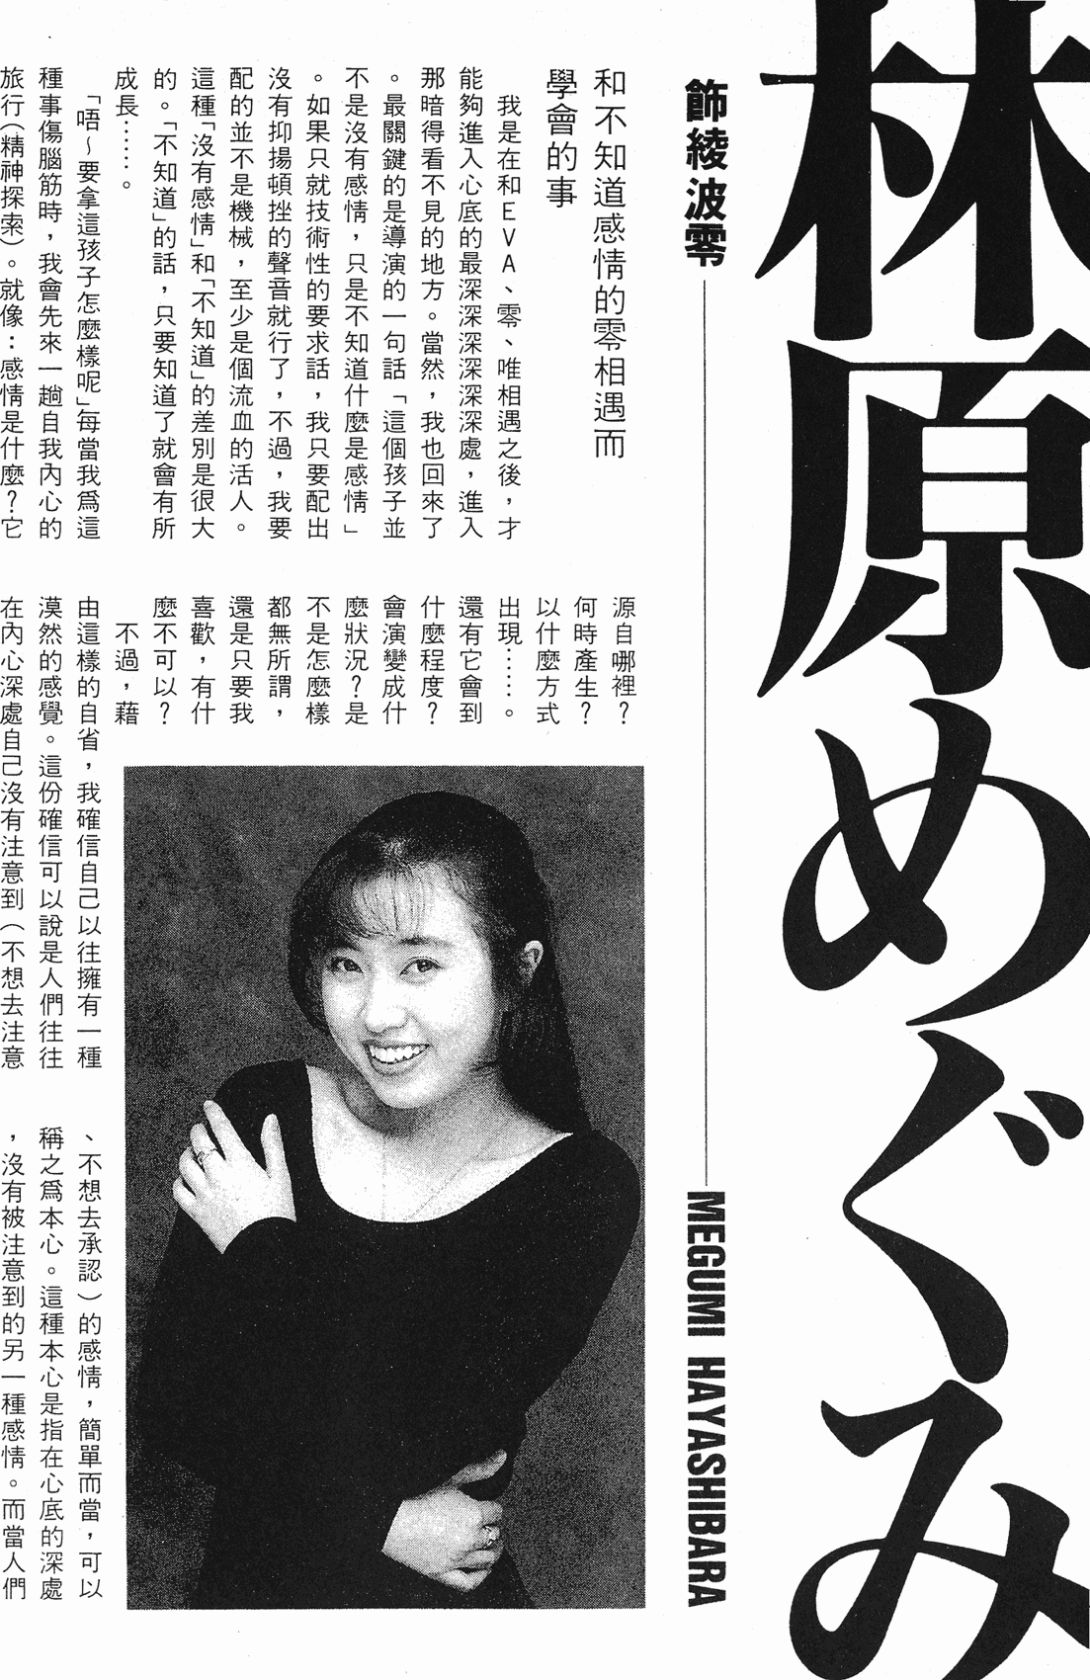 林原めぐみ
飾綾波零
MEGUMI HAYASHIBARA
和不知道感情的零相遇而
學會的事
我是在和EVA、零、唯相遇之後，才
能夠進入心底的最深深深深深處，進入
那暗得看不見的地方。當然，我也回來了
。最關鍵的是導演的一句話「這個孩子並
不是沒有感情，只是不知道什麼是感情」
。如果只就技術性的要求話，我只要配出
沒有抑揚頓挫的聲音就行了，不過，我要
配的並不是機械，至少是個流血的活人。
這種「沒有感情」和「不知道」的差別是很大
的。「不知道」的話，只要知道了就會有所
成長……。
「唔～要拿這孩子怎麼樣呢」每當我爲這
種事傷腦筋時，我會先來一趟自我內心的
旅行（精神探索）。就像：感情是什麼？它
源自哪裡？
何時產生？
以什麼方式
出現……。
還有它會到
什麼程度？
會演變成什
麼狀況？是
不是怎麼樣
都無所謂，
還是只要我
喜歡，有什
麼不可以？
不過，藉
由這樣的自省，我確信自己以往擁有一種
漠然的感覺。這份確信可以說是人們往往
在內心深處自己沒有注意到（不想去注意
、不想去承認）的感情，簡單而當，可以
稱之爲本心。這種本心是指在心底的深處
，沒有被注意到的另一種感情。而當人們